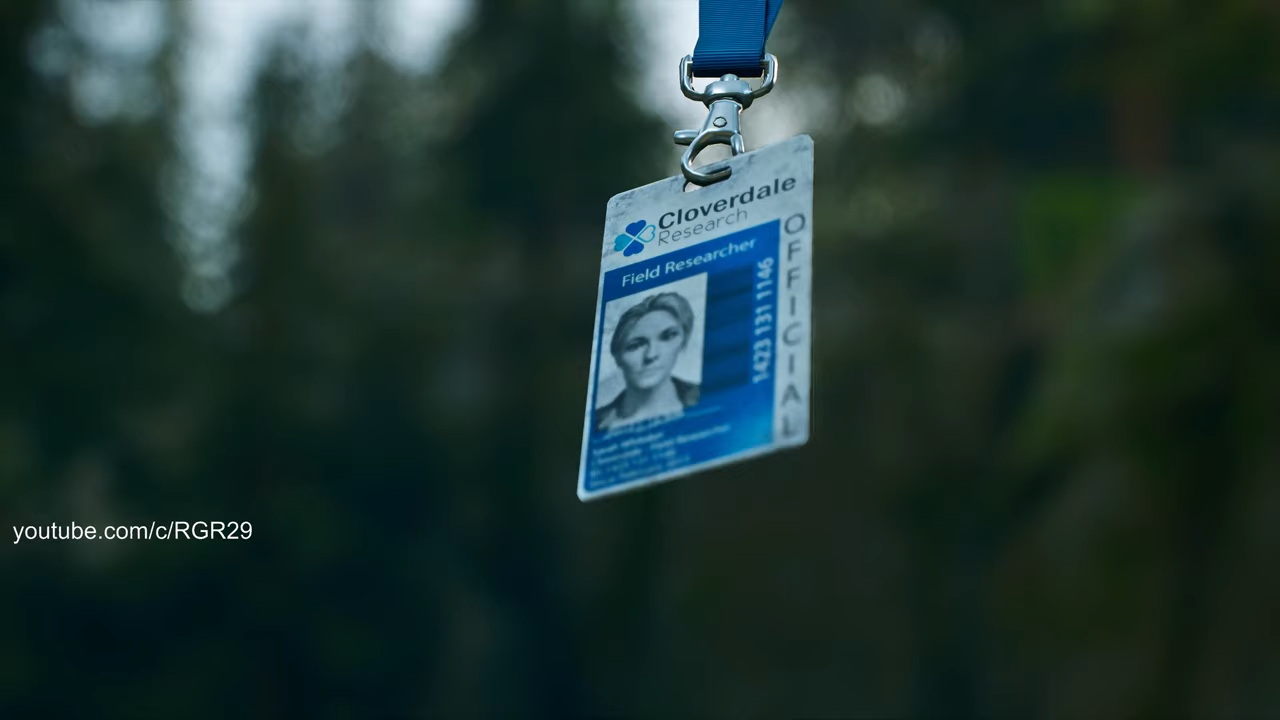 Cloverdale
Research
Field Researcher
1423 131 1146
OFFICIAL
youtube.com/c/RGR29